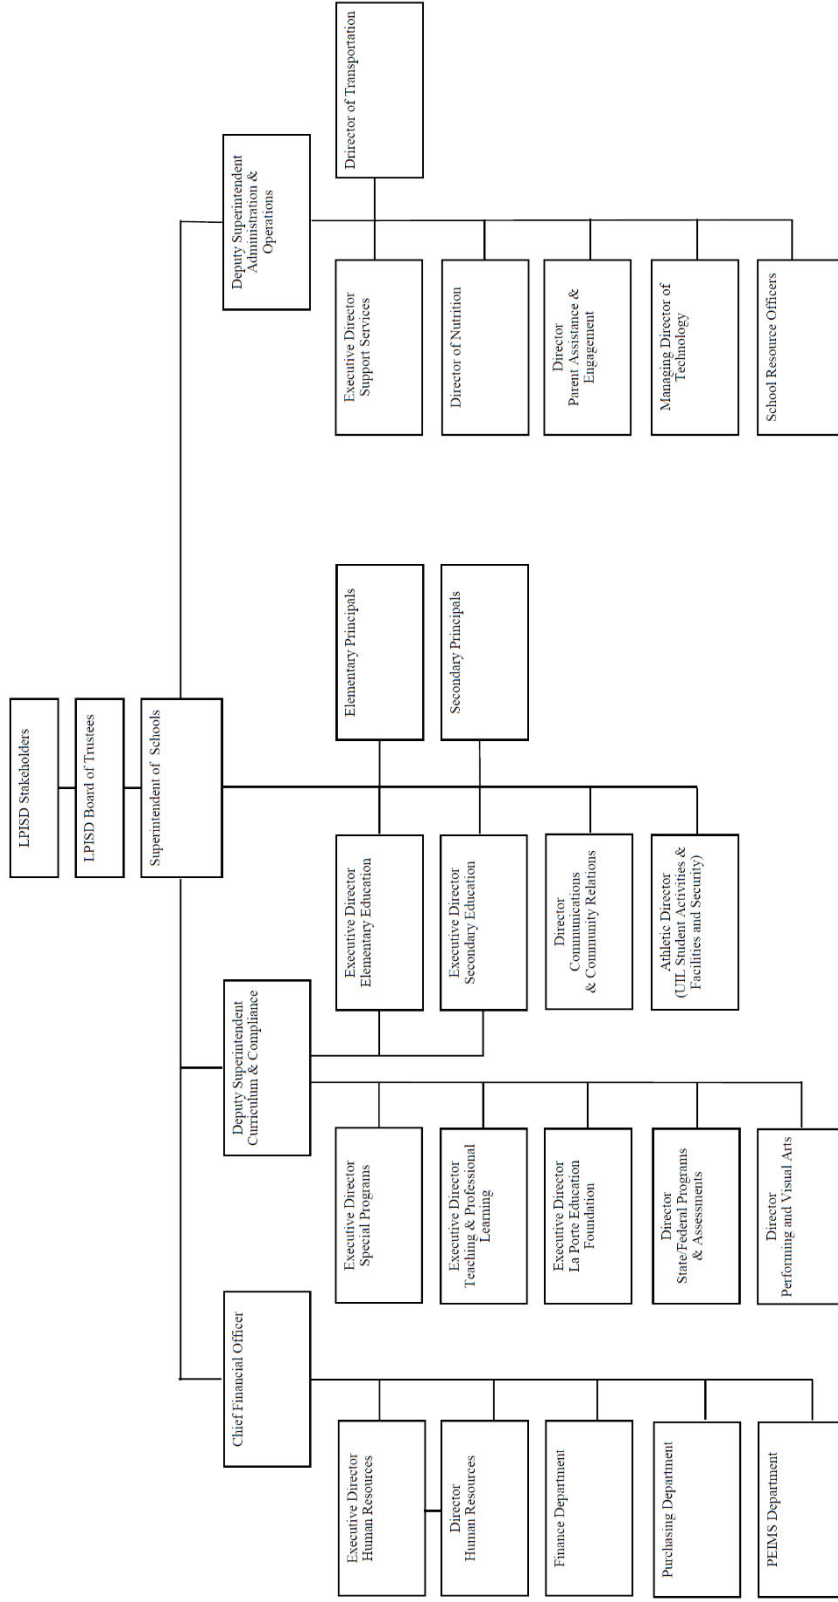 LPISD Stakeholders
LPISD Board of Trustees
Superintendent of Schools
Chief Financial Officer
Deputy Superintendent
Curriculum & Compliance
Deputy Superintendent
Administration &
Operations
Executive Director
Human Resources
Director
Human Resources
Finance Department
Purchasing Department
PEIMS Department
Executive Director
Special Programs
Executive Director
Teaching & Professional
Learning
Executive Director
La Porte Education
Foundation
Director
State/Federal Programs
& Assessments
Director
Performing and Visual Arts
Executive Director
Elementary Education
Executive Director
Secondary Education
Director
Communications
& Community Relations
Athletic Director
(UIL Student Activities &
Facilities and Security)
Elementary Principals
Secondary Principals
Executive Director
Support Services
Director of Nutrition
Director
Parent Assistance &
Engagement
Managing Director of
Technology
School Resource Officers
Drirector of Transportation